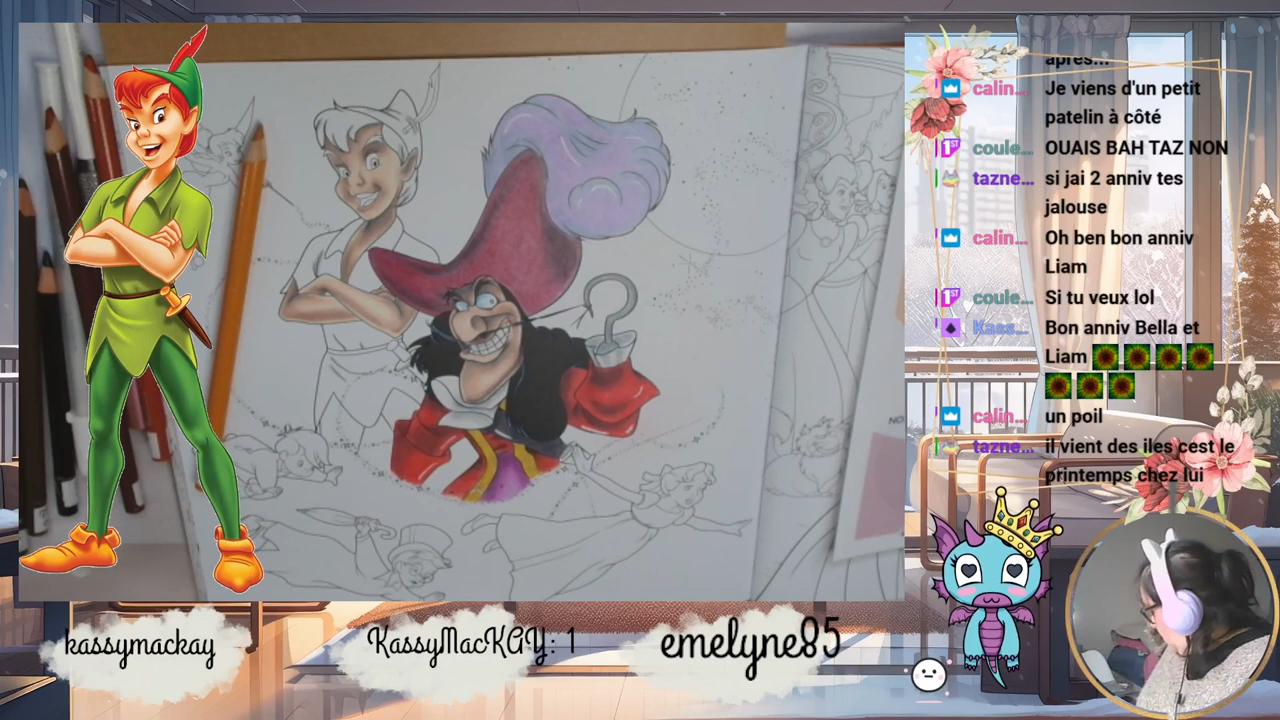 après...
calin... Je viens d'un petit
patelin à côté
coule... OUAIS BAH TAZ NON
tazne... si jai 2 anniv tes
jalouse
calin... Oh ben bon anniv
Liam
coule... Si tu veux lol
Kass... Bon anniv Bella et
Liam
calin... un poil
tazne... il vient des iles cest le
printemps chez lui
kassymackay
KassyMacKAY: 1
emelyne85